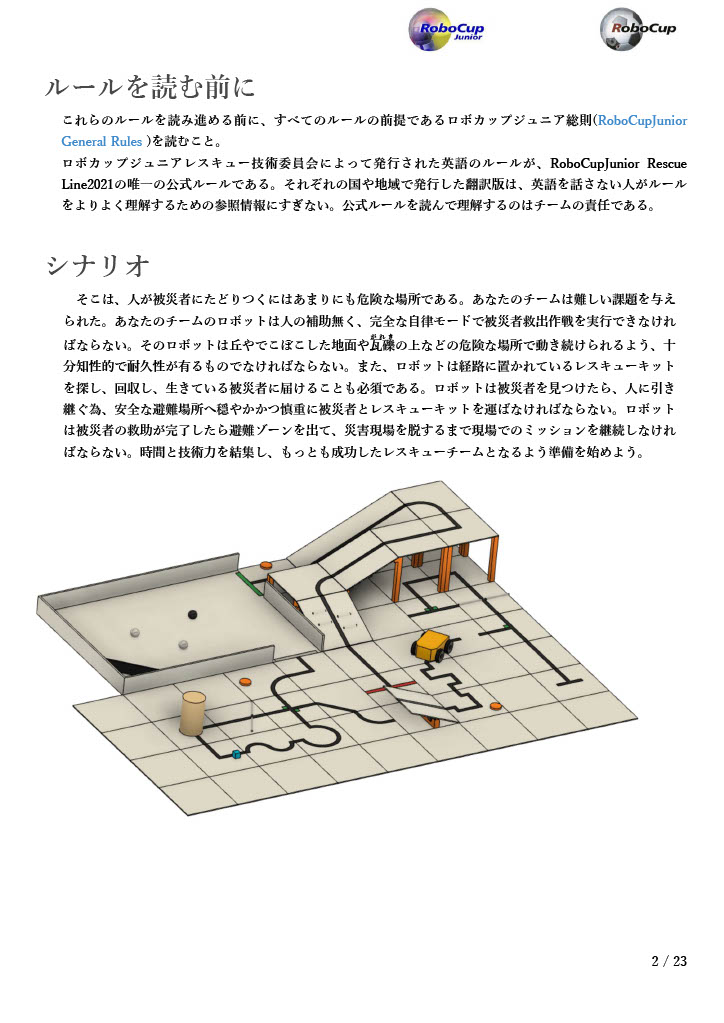 RoboCup
Junior
RoboCup
ルールを読む前に
これらのルールを読み進める前に、すべてのルールの前提であるロボカップジュニア総則(RoboCupJunior
General Rules )を読むこと。
ロボカップジュニアレスキュー技術委員会によって発行された英語のルールが、RoboCupJunior Rescue
Line2021の唯一の公式ルールである。それぞれの国や地域で発行した翻訳版は、英語を話さない人がルール
をよりよく理解するための参照情報にすぎない。公式ルールを読んで理解するのはチームの責任である。
シナリオ
そこは、人が被災者にたどりつくにはあまりにも危険な場所である。あなたのチームは難しい課題を与え
られた。あなたのチームのロボットは人の補助無く、完全な自律モードで被災者救出作戦を実行できなけれ
がれき
ばならない。そのロボットは丘やでこぼこした地面や瓦礫の上などの危険な場所で動き続けられるよう、十
分知性的で耐久性が有るものでなければならない。また、ロボットは経路に置かれているレスキューキット
を探し、回収し、生きている被災者に届けることも必須である。ロボットは被災者を見つけたら、人に引き
継ぐ為、安全な避難場所へ穏やかかつ慎重に被災者とレスキューキットを運ばなければならない。ロボット
は被災者の救助が完了したら避難ゾーンを出て、災害現場を脱するまで現場でのミッションを継続しなけれ
ばならない。時間と技術力を結集し、もっとも成功したレスキューチームとなるよう準備を始めよう。
2 / 23